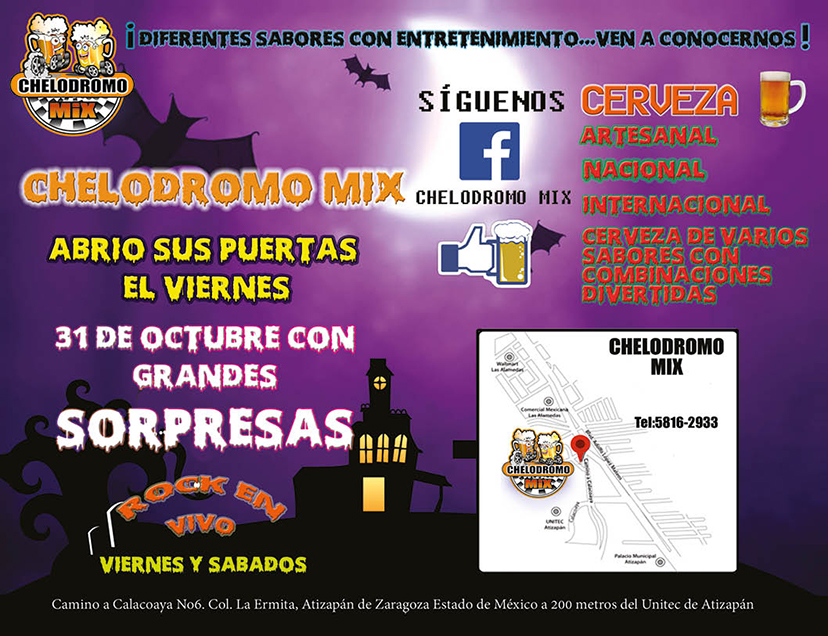 ¡DIFERENTES SABORES CON ENTRETENIMIENTO...VEN A CONOCERNOS!
CHELODROMO
MiX
SÍGUENOS
CHELODROMO MIX
CERVEZA
ARTESANAL
NACIONAL
INTERNACIONAL
CERVEZA DE VARIOS
SABORES CON
COMBINACIONES
DIVERTIDAS
CHELODROMO MIX
ABRIO SUS PUERTAS
EL VIERNES
31 DE OCTUBRE CON
GRANDES
SORPRESAS
ROCK EN
VIVO
VIERNES Y SABADOS
CHELODROMO
MIX
Tel:5816-2933
Walmart
Las Alamedas
Comercial Mexicana
Las Alamedas
Camino a Calacoaya
CHELODROMO
MiX
Calacoaya
UNITEC
Atizapán
Palacio Municipal
Atizapán
Camino a Calacoaya No6. Col. La Ermita, Atizapán de Zaragoza Estado de México a 200 metros del Unitec de Atizapán